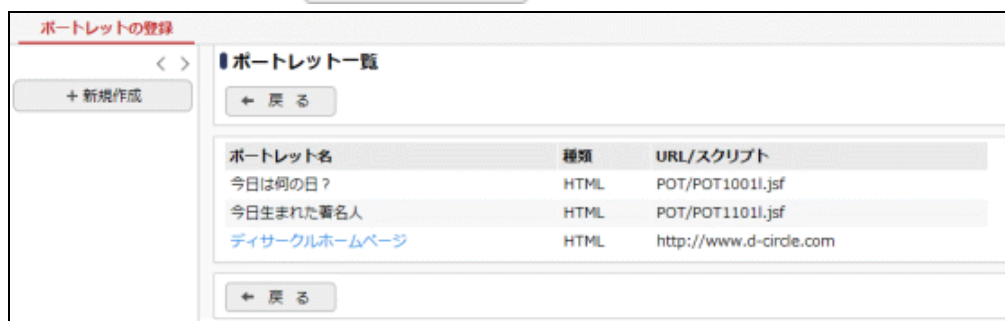 ポートレットの登録
< >
+ 新規作成
ポートレット一覧
← 戻 る
ポートレット名 種類 URL/スクリプト
今日は何の日? HTML POT/POT1001l.jsf
今日生まれた著名人 HTML POT/POT1101l.jsf
ディサークルホームページ HTML http://www.d-circle.com
← 戻 る